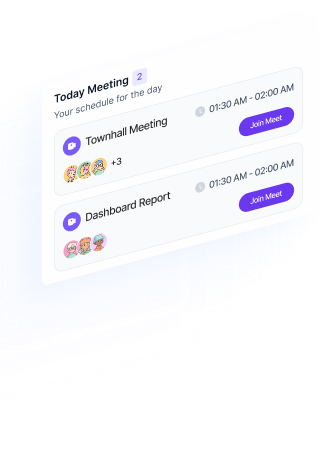 Today Meeting 2
Your schedule for the day
Townhall Meeting
01:30 AM - 02:00 AM
+3
Join Meet
Dashboard Report
01:30 AM - 02:00 AM
Join Meet